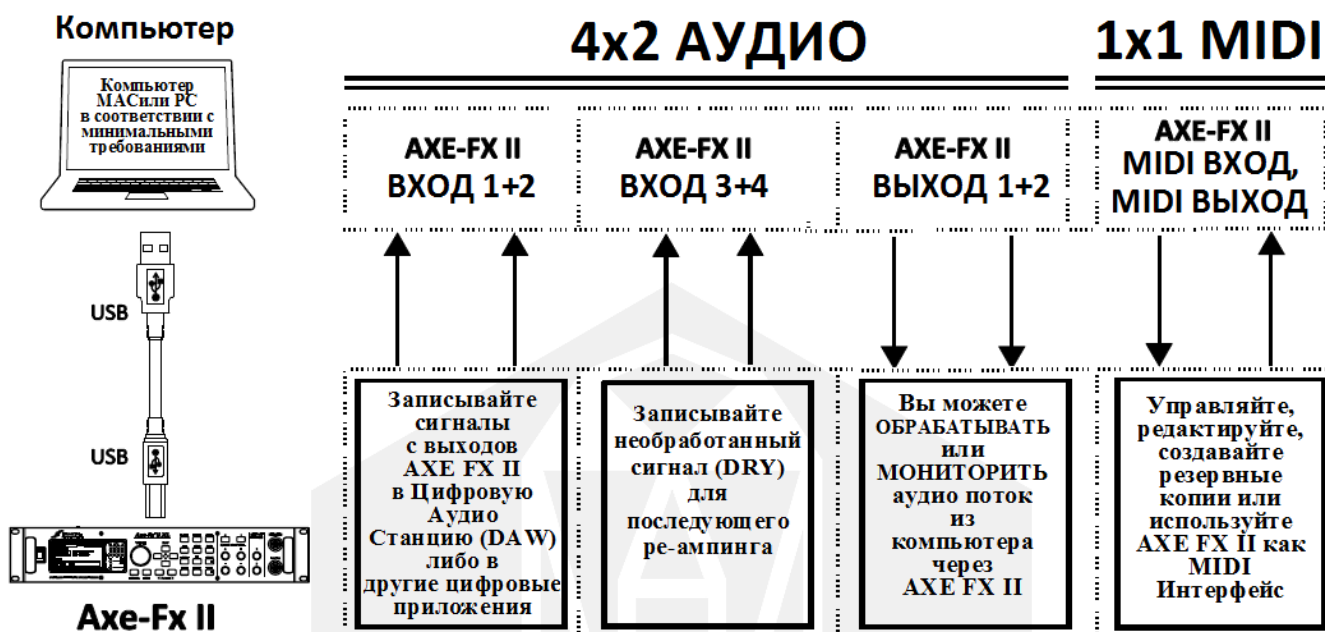 Компьютер
Компьютер
MACили PC
в соответствии с
минимальными
требованиями
USB
USB
Axe-Fx II
4x2 АУДИО
1x1 MIDI
AXE-FX II
ВХОД 1+2
AXE-FX II
ВХОД 3+4
AXE-FX II
ВЫХОД 1+2
AXE-FX II
MIDI ВХОД,
MIDI ВЫХОД
Записывайте
сигналы
с выходов
AXE FX II
в Цифровую
Аудио
Станцию (DAW)
либо в
другие цифровые
приложения
Записывайте
необработанный
сигнал (DRY)
для
последующего
ре-ампинга
Вы можете
ОБРАБАТЫВАТЬ
или
МОНИТОРИТЬ
аудио поток
из
компьютера
через
AXE FX II
Управляйте,
редактируйте,
создавайте
резервные
копии или
используйте
AXE FX II как
MIDI
Интерфейс